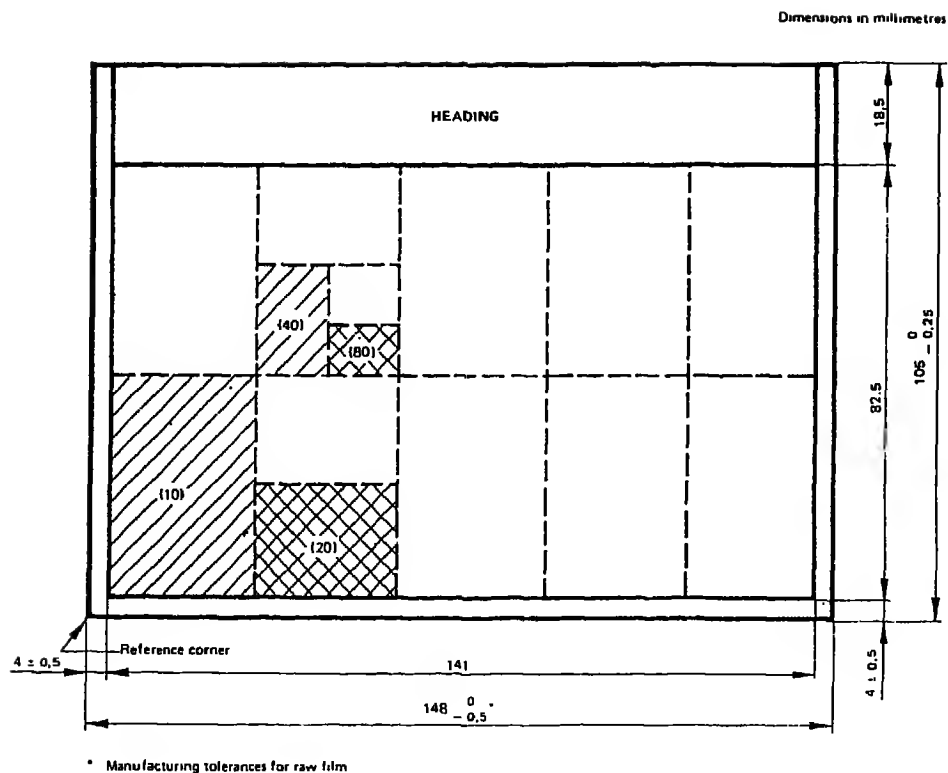 Dimensions in millimetres
HEADING
18,5
(40)
(80)
105 0 − 0,25
82,5
(10)
(20)
Reference corner
4 ± 0,5
141
4 ± 0,5
148 0 − 0,5 *
* Manufacturing tolerances for raw film